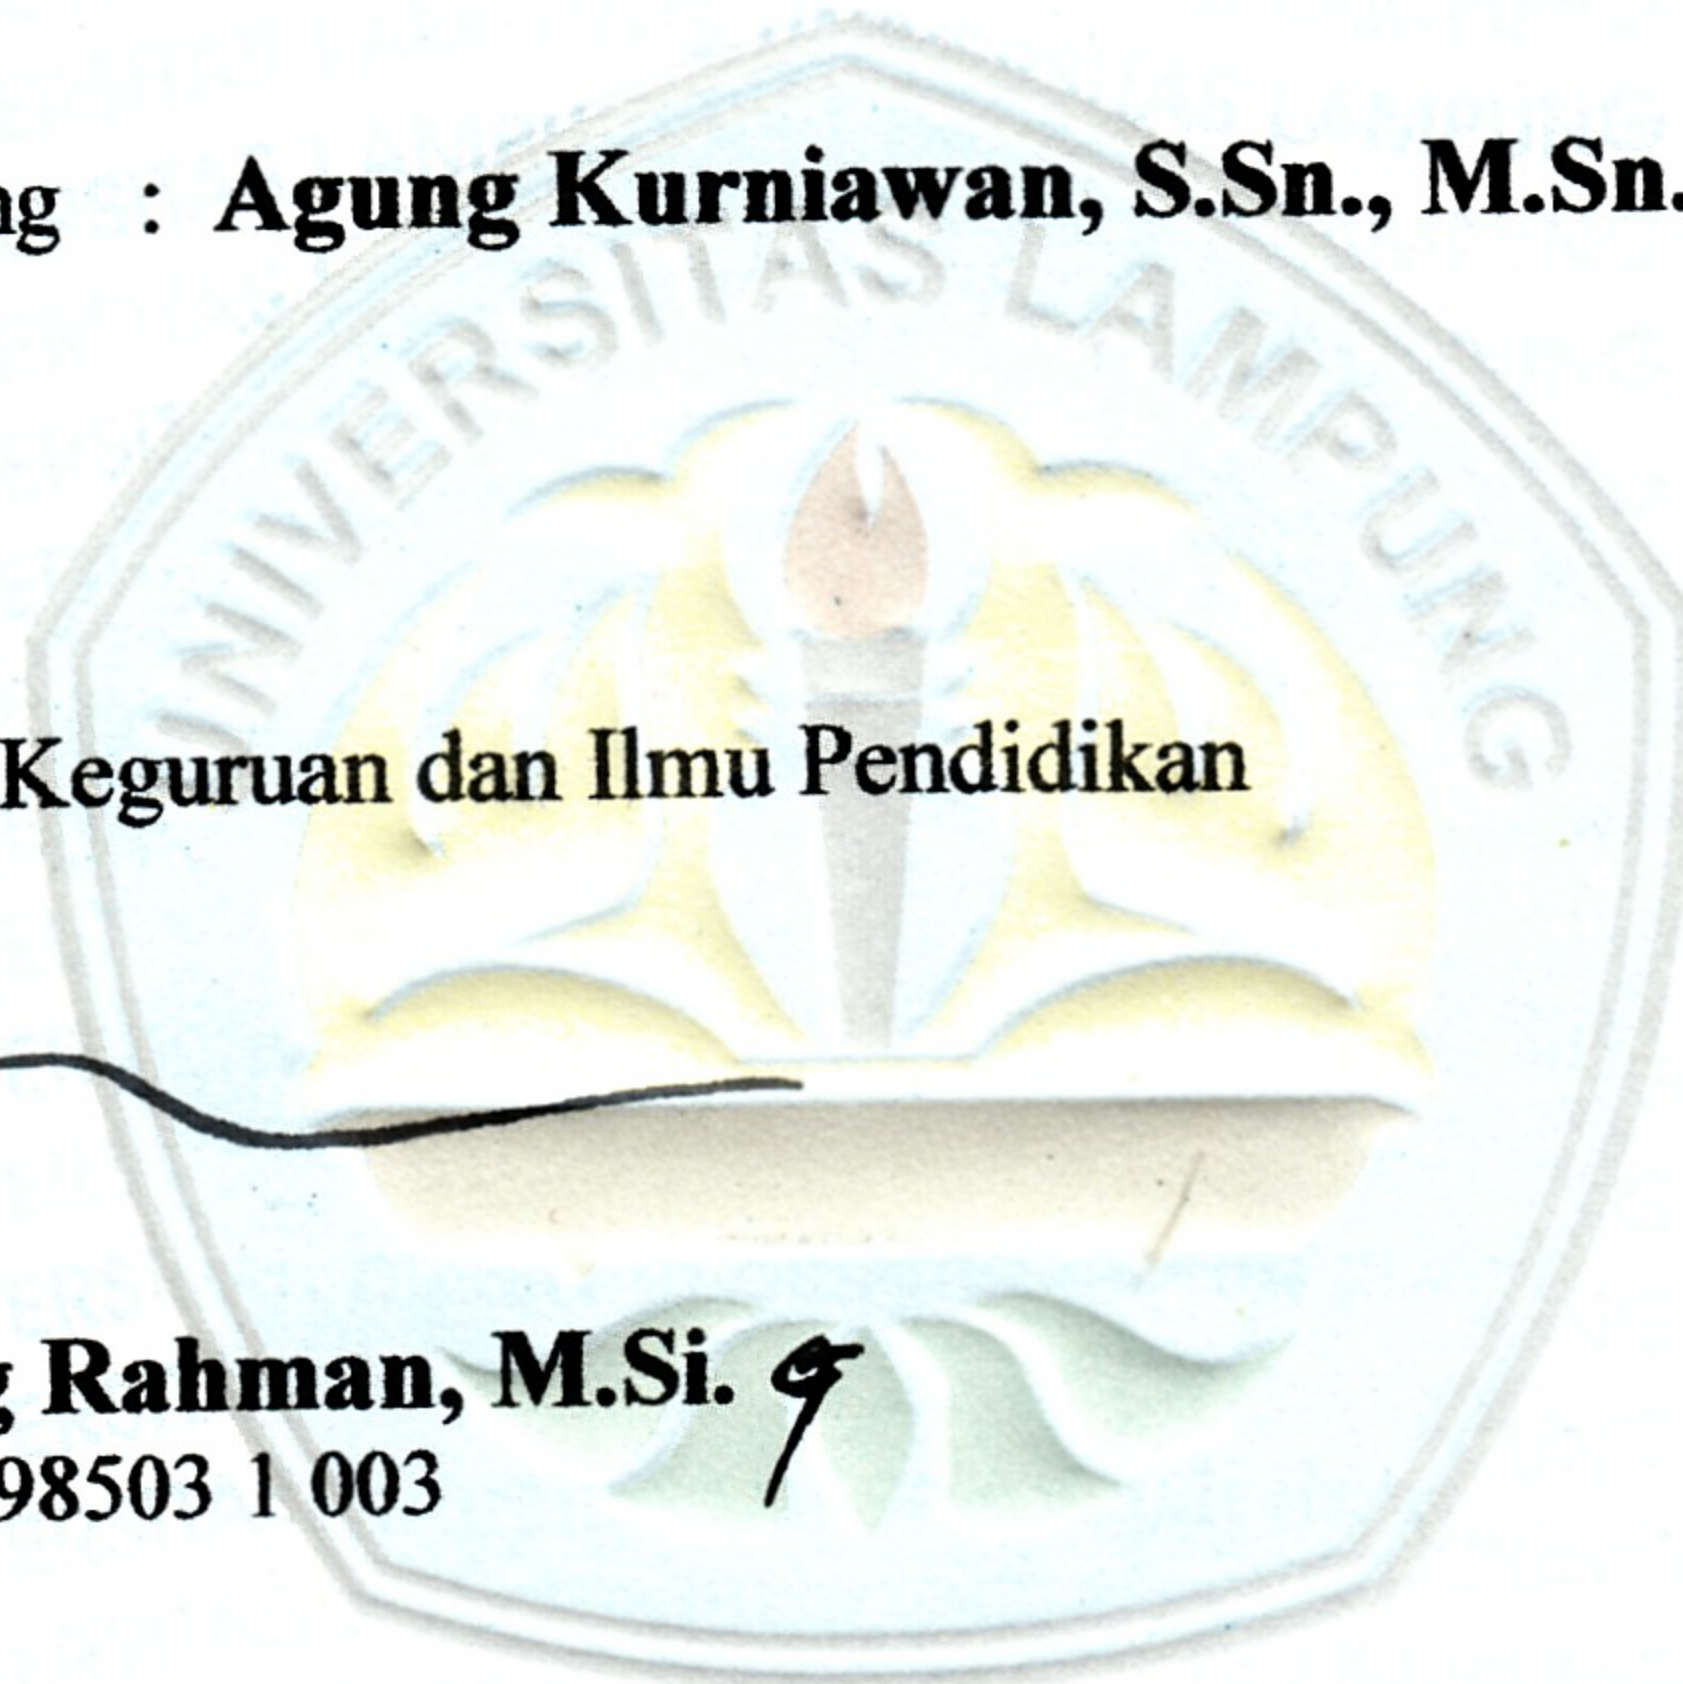 ng : Agung Kurniawan, S.Sn., M.Sn.
UNIVERSITAS LAMPUNG
Keguruan dan Ilmu Pendidikan
g Rahman, M.Si.
98503 1 003